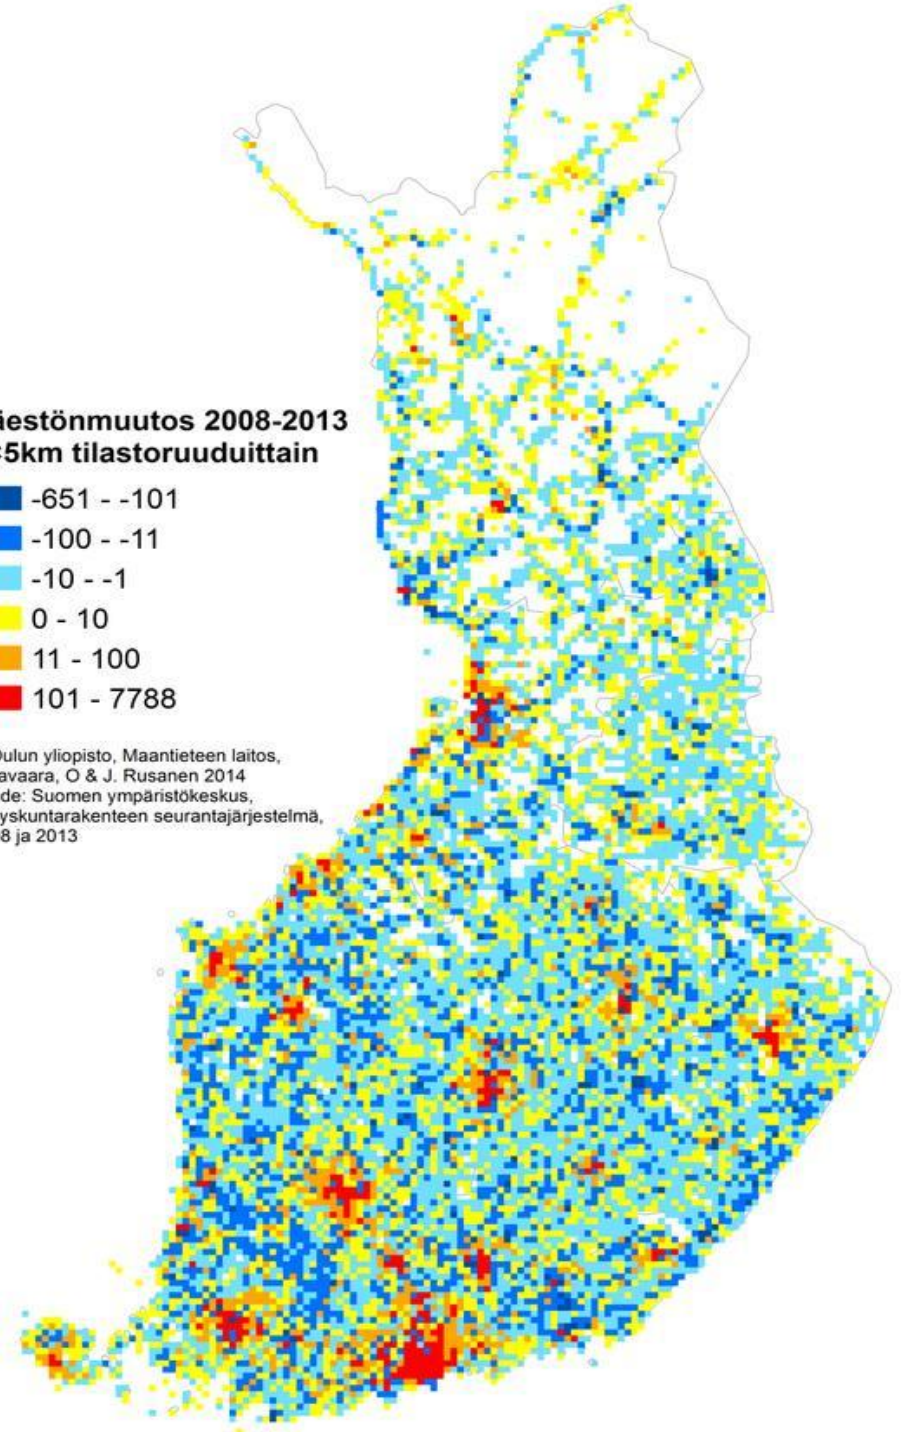 äestönmuutos 2008-2013
5km tilastoruuduittain
-651 - -101
-100 - -11
-10 - -1
0 - 10
11 - 100
101 - 7788
Oulun yliopisto, Maantieteen laitos,
avaara, O & J. Rusanen 2014
de: Suomen ympäristökeskus,
yskuntarakenteen seurantajärjestelmä,
8 ja 2013